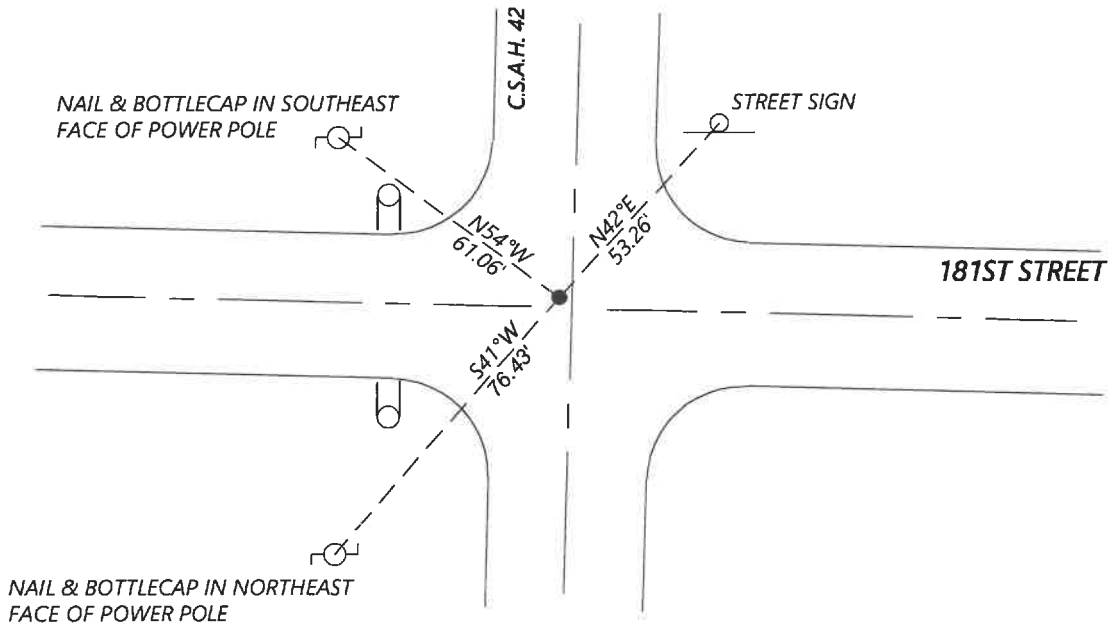 C.S.A.H. 42
NAIL & BOTTLECAP IN SOUTHEAST
FACE OF POWER POLE
STREET SIGN
N54°W
61.06'
N42°E
53.26'
181ST STREET
S41°W
76.43'
NAIL & BOTTLECAP IN NORTHEAST
FACE OF POWER POLE